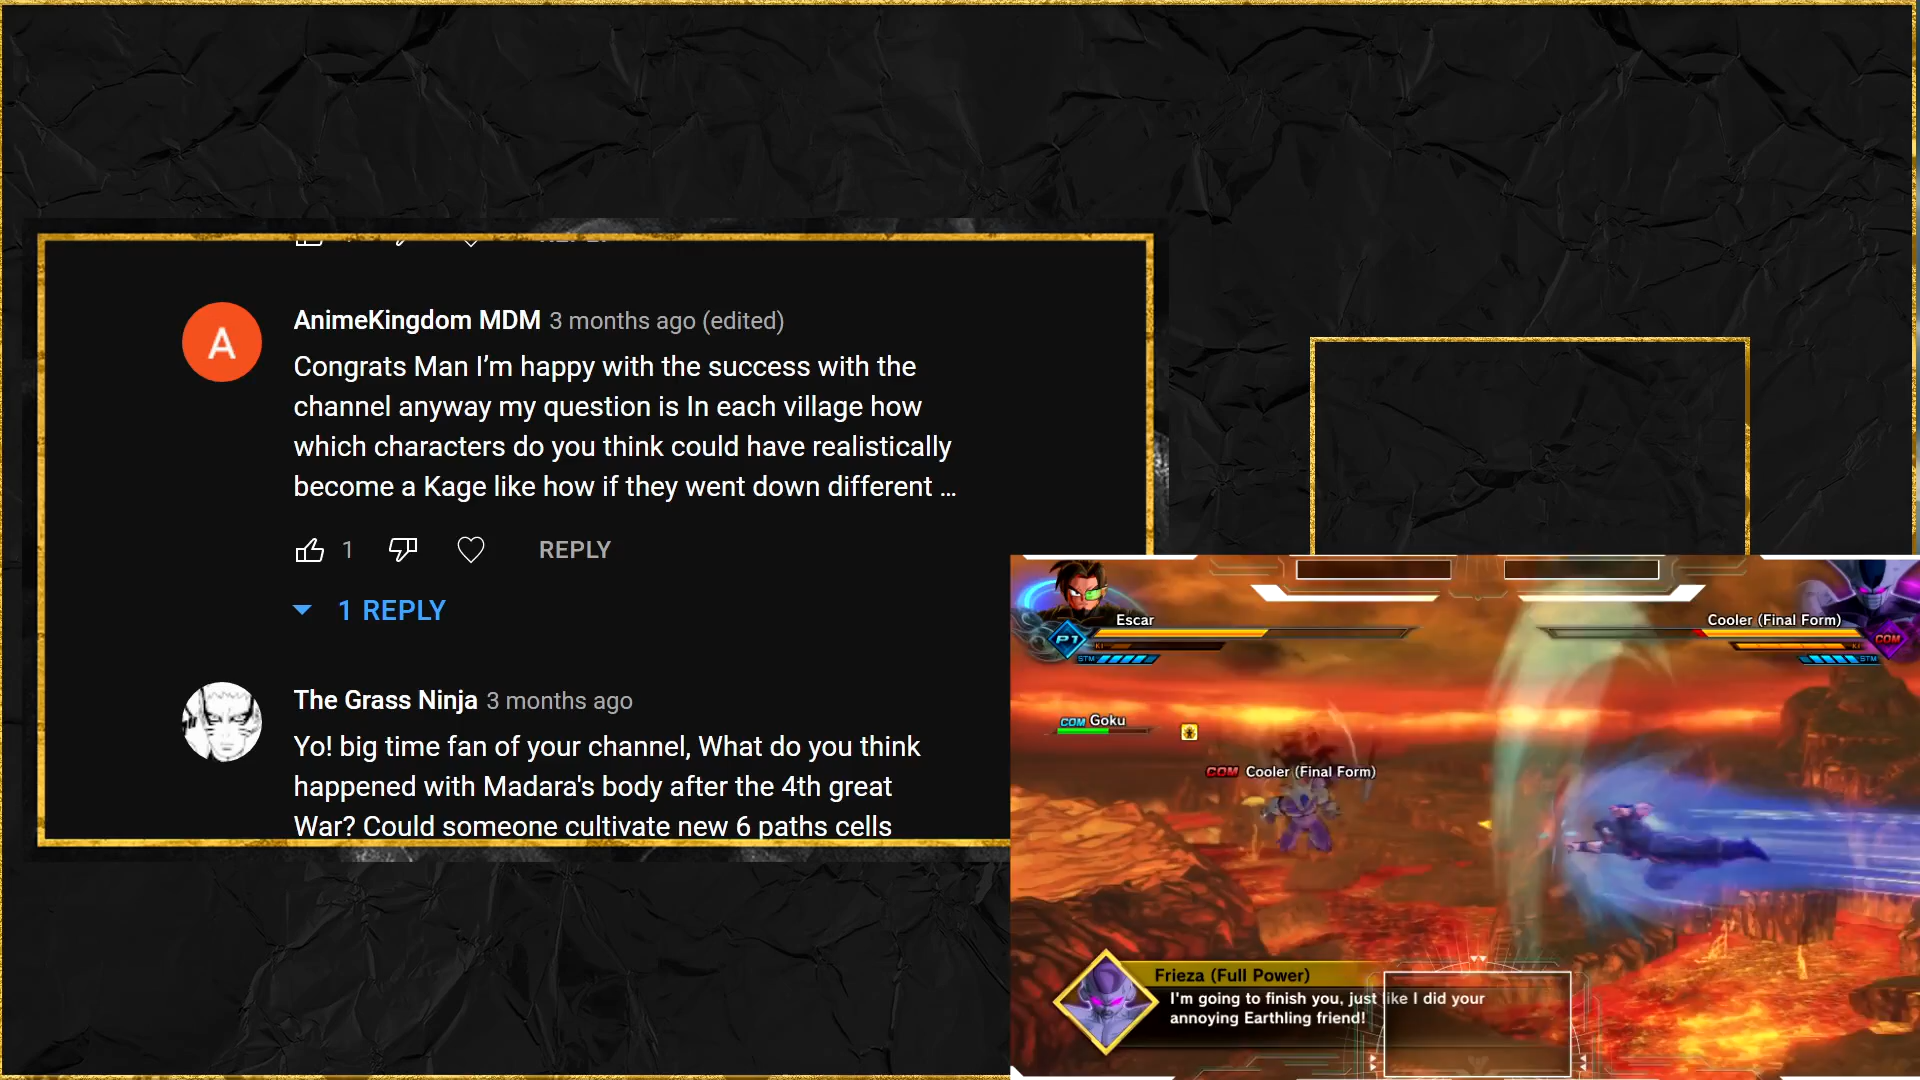 AnimeKingdom MDM 3 months ago (edited)
Congrats Man I’m happy with the success with the
channel anyway my question is In each village how
which characters do you think could have realistically
become a Kage like how if they went down different ...
1 REPLY
1 REPLY
The Grass Ninja 3 months ago
Yo! big time fan of your channel, What do you think
happened with Madara's body after the 4th great
War? Could someone cultivate new 6 paths cells
A
Escar
P1
KI
STM
Cooler (Final Form)
COM
KI
STM
COM Goku
COM Cooler (Final Form)
Frieza (Full Power)
I'm going to finish you, just like I did your
annoying Earthling friend!